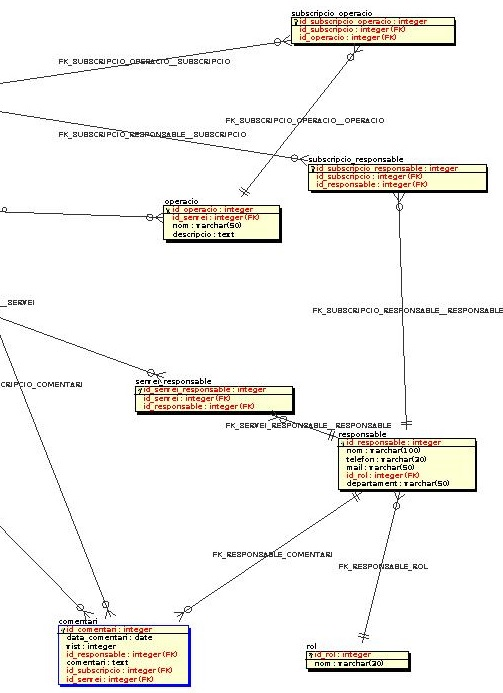 subscripcio_operacio
id_subscripcio_operacio : integer
id_subscripcio : integer (FK)
id_operacio : integer (FK)
FK_SUBSCRIPCIO_OPERACIO__SUBSCRIPCIO
FK_SUBSCRIPCIO_OPERACIO__OPERACIO
FK_SUBSCRIPCIO_RESPONSABLE__SUBSCRIPCIO
subscripcio_responsable
id_subscripcio_responsable : integer
id_subscripcio : integer (FK)
id_responsable : integer (FK)
operacio
id_operacio : integer
id_servei : integer (FK)
nom : varchar(50)
descripcio : text
__SERVEI
FK_SUBSCRIPCIO_RESPONSABLE__RESPONSABLE
CRIPCIO_COMENTARI
servei_responsable
id_servei_responsable : integer
id_servei : integer (FK)
id_responsable : integer (FK)
FK_SERVEI_RESPONSABLE__RESPONSABLE
responsable
id_responsable : integer
nom : varchar(100)
telefon : varchar(30)
mail : varchar(50)
id_rol : integer (FK)
departament : varchar(50)
FK_RESPONSABLE_COMENTARI
FK_RESPONSABLE_ROL
comentari
id_comentari : integer
data_comentari : date
vist : integer
id_responsable : integer (FK)
comentari : text
id_subscripcio : integer (FK)
id_servei : integer (FK)
rol
id_rol : integer
nom : varchar(30)